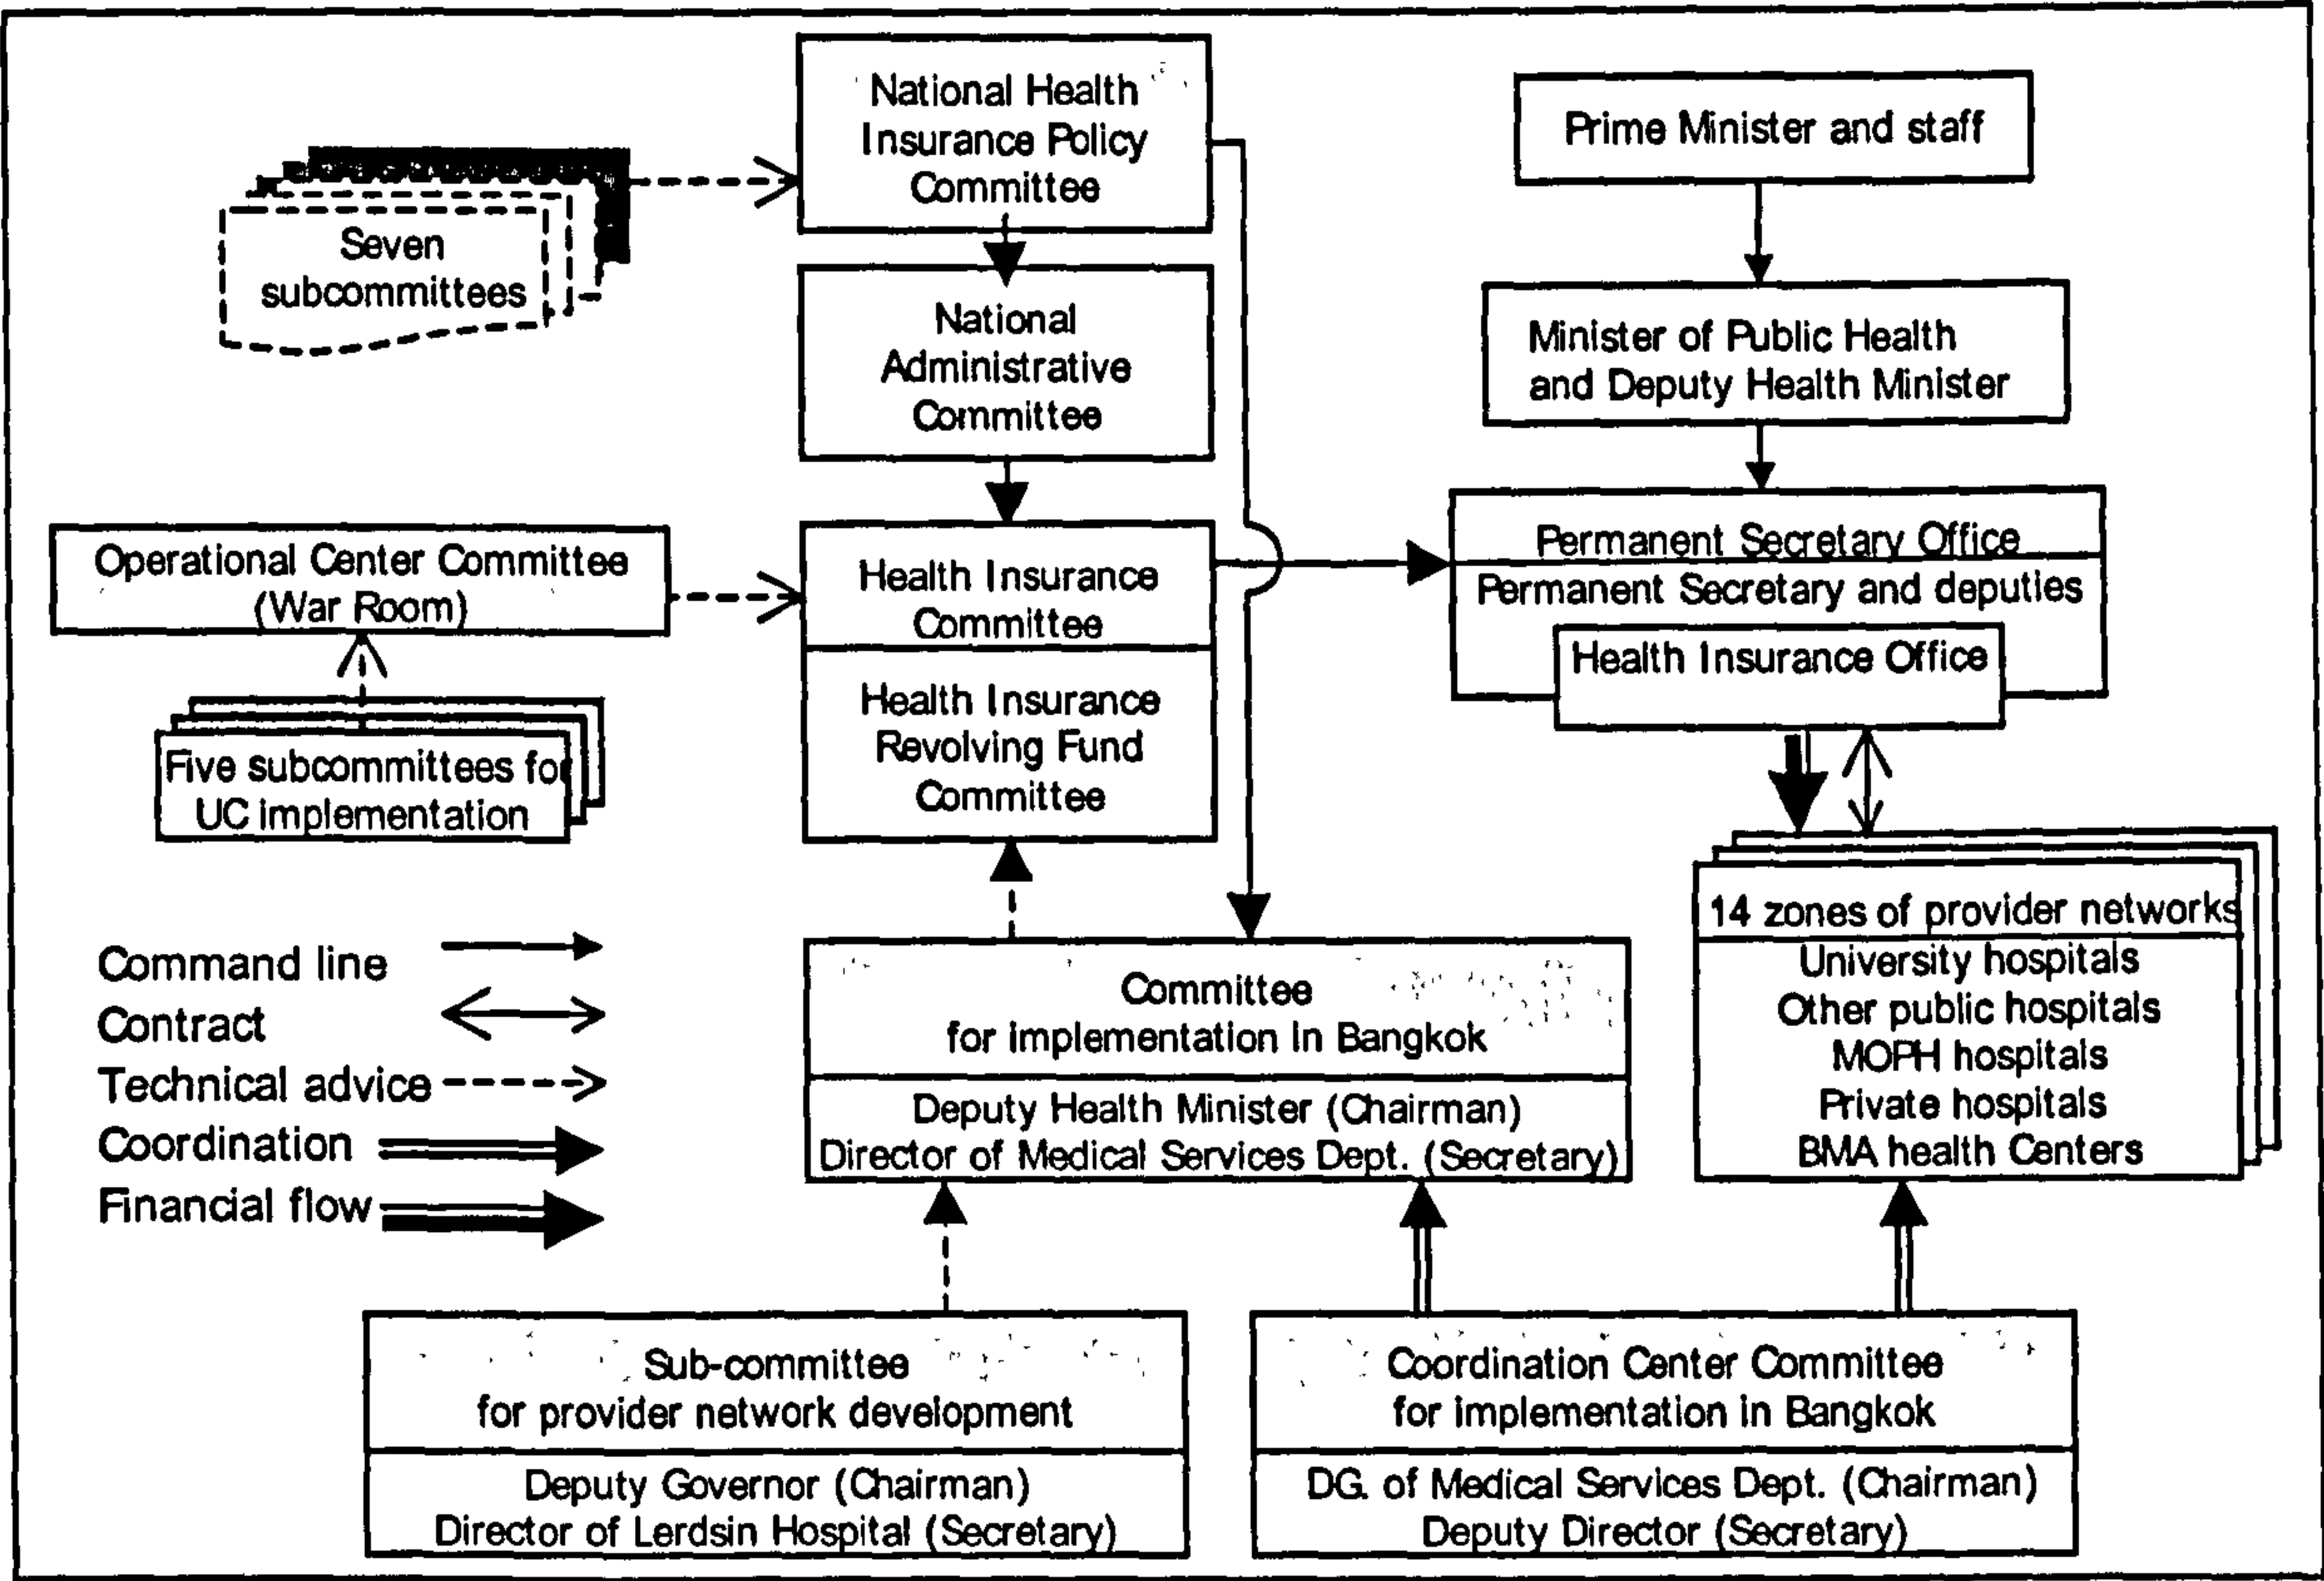 National Health
Insurance Policy
Committee
Prime Minister and staff
Seven
subcommittees
National
Administrative
Committee
Minister of Public Health
and Deputy Health Minister
Operational Center Committee
(War Room)
Health Insurance
Committee
Health Insurance
Revolving Fund
Committee
Permanent Secretary Office
Permanent Secretary and deputies
Health Insurance Office
Five subcommittees for
UC implementation
14 zones of provider networks
University hospitals
Other public hospitals
MOPH hospitals
Private hospitals
BMA health Centers
Command line
Contract
Technical advice
Coordination
Financial flow
Committee
for implementation in Bangkok
Deputy Health Minister (Chairman)
Director of Medical Services Dept. (Secretary)
Sub-committee
for provider network development
Deputy Governor (Chairman)
Director of Lerdsin Hospital (Secretary)
Coordination Center Committee
for implementation in Bangkok
DG. of Medical Services Dept. (Chairman)
Deputy Director (Secretary)